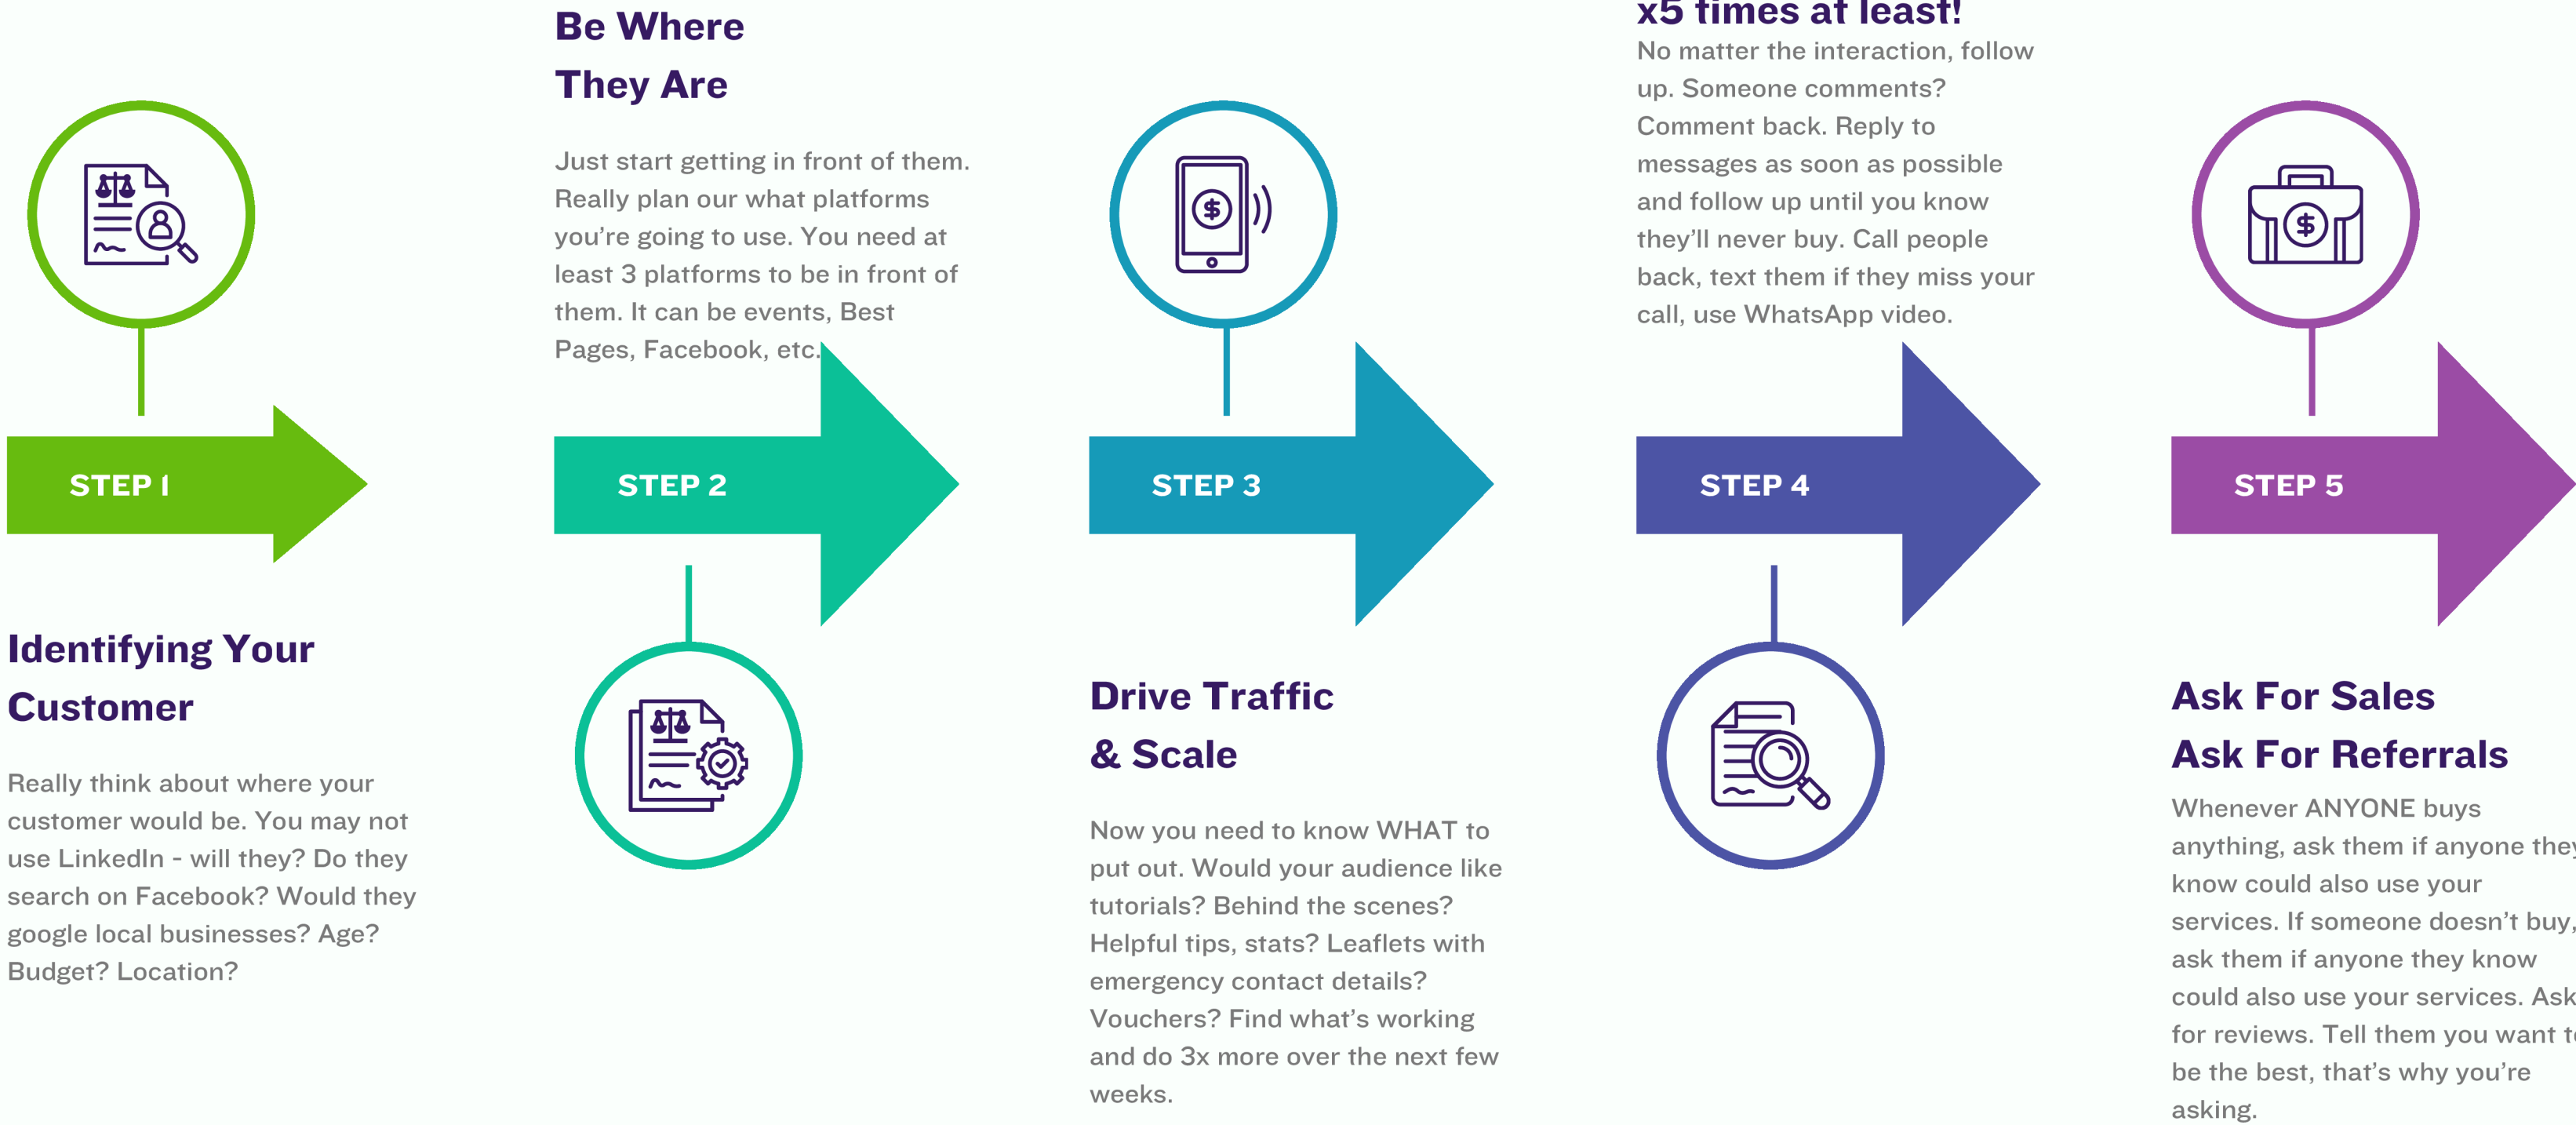 STEP 1
Identifying Your
Customer
Really think about where your
customer would be. You may not
use LinkedIn - will they? Do they
search on Facebook? Would they
google local businesses? Age?
Budget? Location?
Be Where
They Are
Just start getting in front of them.
Really plan our what platforms
you're going to use. You need at
least 3 platforms to be in front of
them. It can be events, Best
Pages, Facebook, etc.
STEP 2
STEP 3
Drive Traffic
& Scale
Now you need to know WHAT to
put out. Would your audience like
tutorials? Behind the scenes?
Helpful tips, stats? Leaflets with
emergency contact details?
Vouchers? Find what's working
and do 3x more over the next few
weeks.
x5 times at least!
No matter the interaction, follow
up. Someone comments?
Comment back. Reply to
messages as soon as possible
and follow up until you know
they'll never buy. Call people
back, text them if they miss your
call, use WhatsApp video.
STEP 4
STEP 5
Ask For Sales
Ask For Referrals
Whenever ANYONE buys
anything, ask them if anyone they
know could also use your
services. If someone doesn't buy,
ask them if anyone they know
could also use your services. Ask
for reviews. Tell them you want to
be the best, that's why you're
asking.